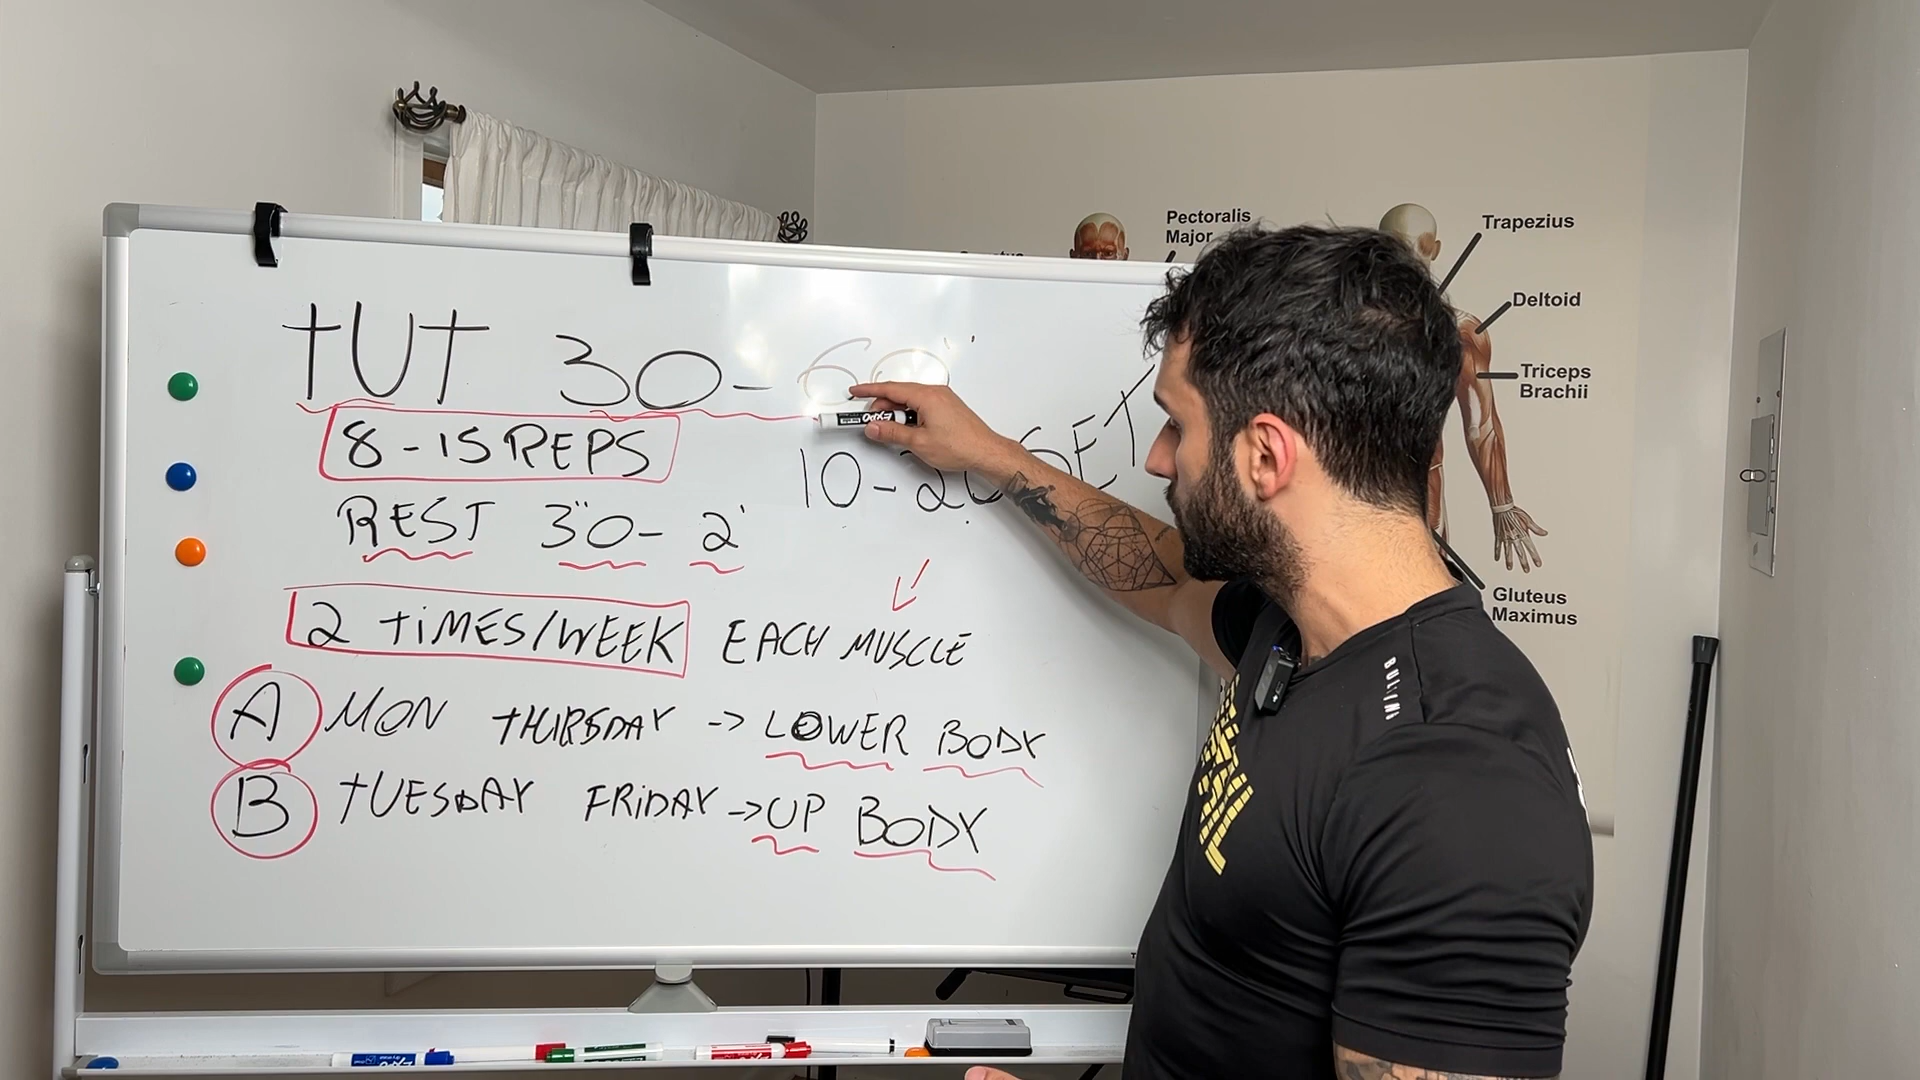 TUT 30-60''
8-15 REPS
10-20 SET
REST 3''0 - 2'
2 TIMES/WEEK EACH MUSCLE
A MON THURSDAY -> LOWER BODY
B TUESDAY FRIDAY -> UP BODY
Pectoralis
Major
Trapezius
Deltoid
Triceps
Brachii
Gluteus
Maximus
EXPO
EXPO